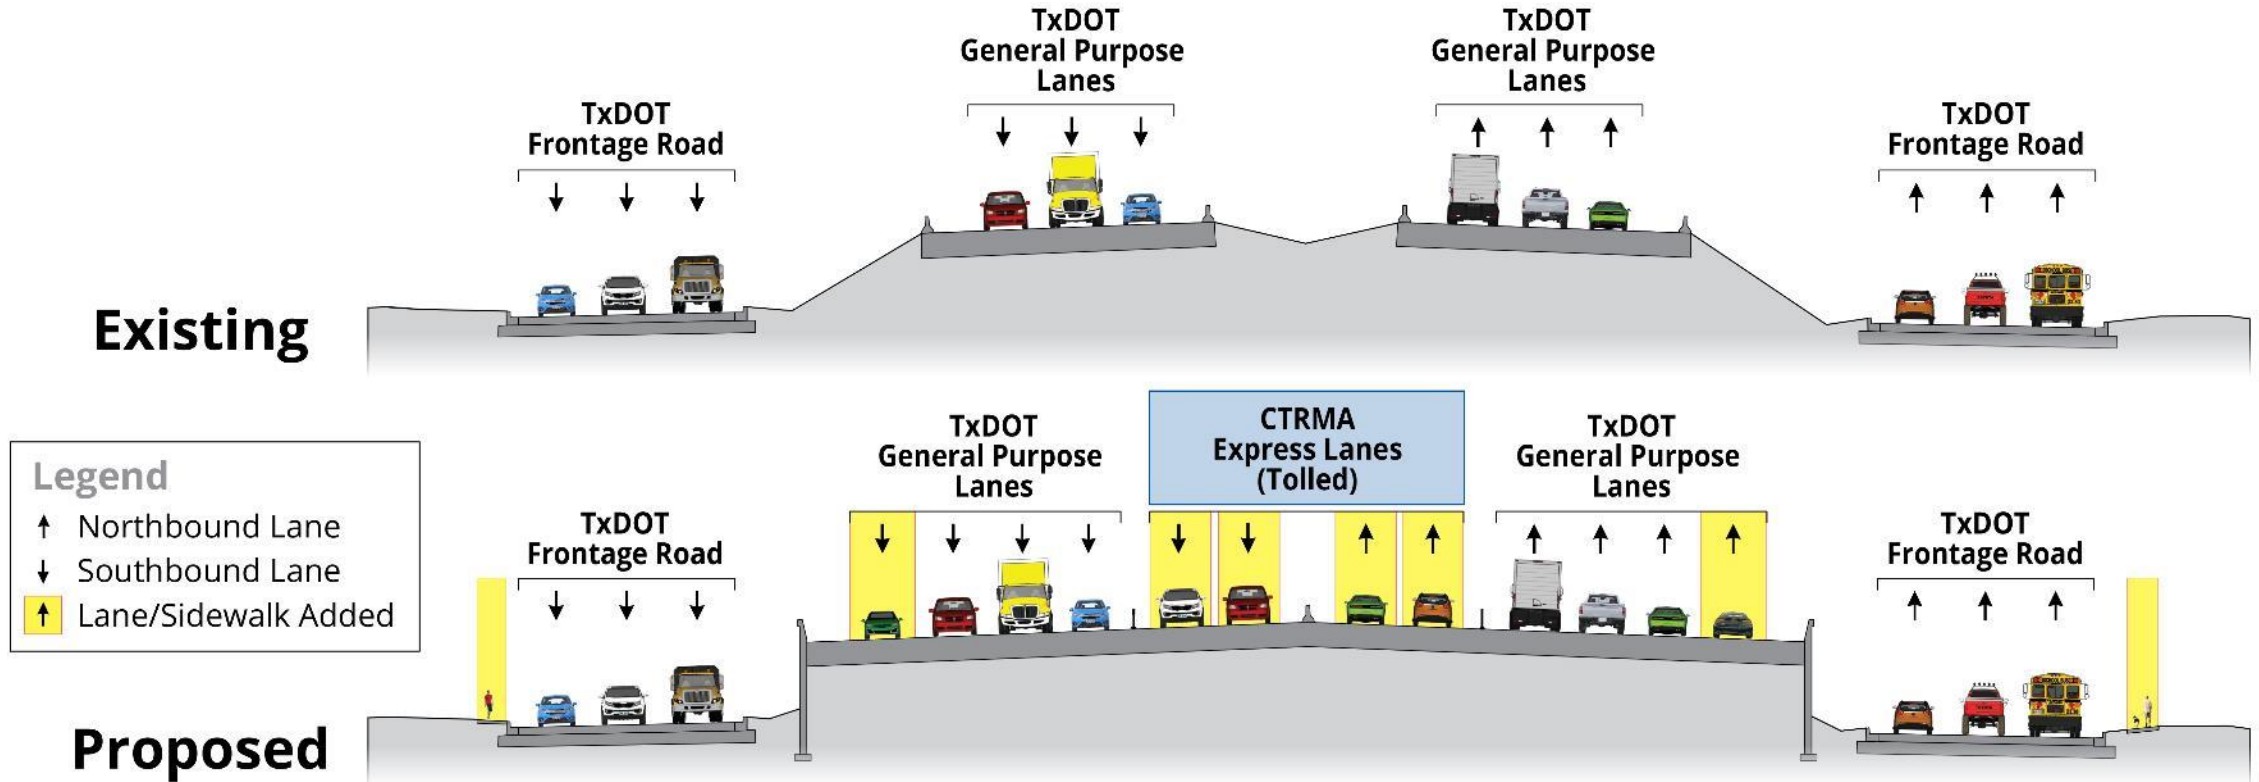 TxDOT
General Purpose
Lanes
TxDOT
General Purpose
Lanes
TxDOT
Frontage Road
TxDOT
Frontage Road
Existing
TxDOT
General Purpose
Lanes
CTRMA
Express Lanes
(Tolled)
TxDOT
General Purpose
Lanes
TxDOT
Frontage Road
TxDOT
Frontage Road
Legend
Northbound Lane
Southbound Lane
Lane/Sidewalk Added
Proposed